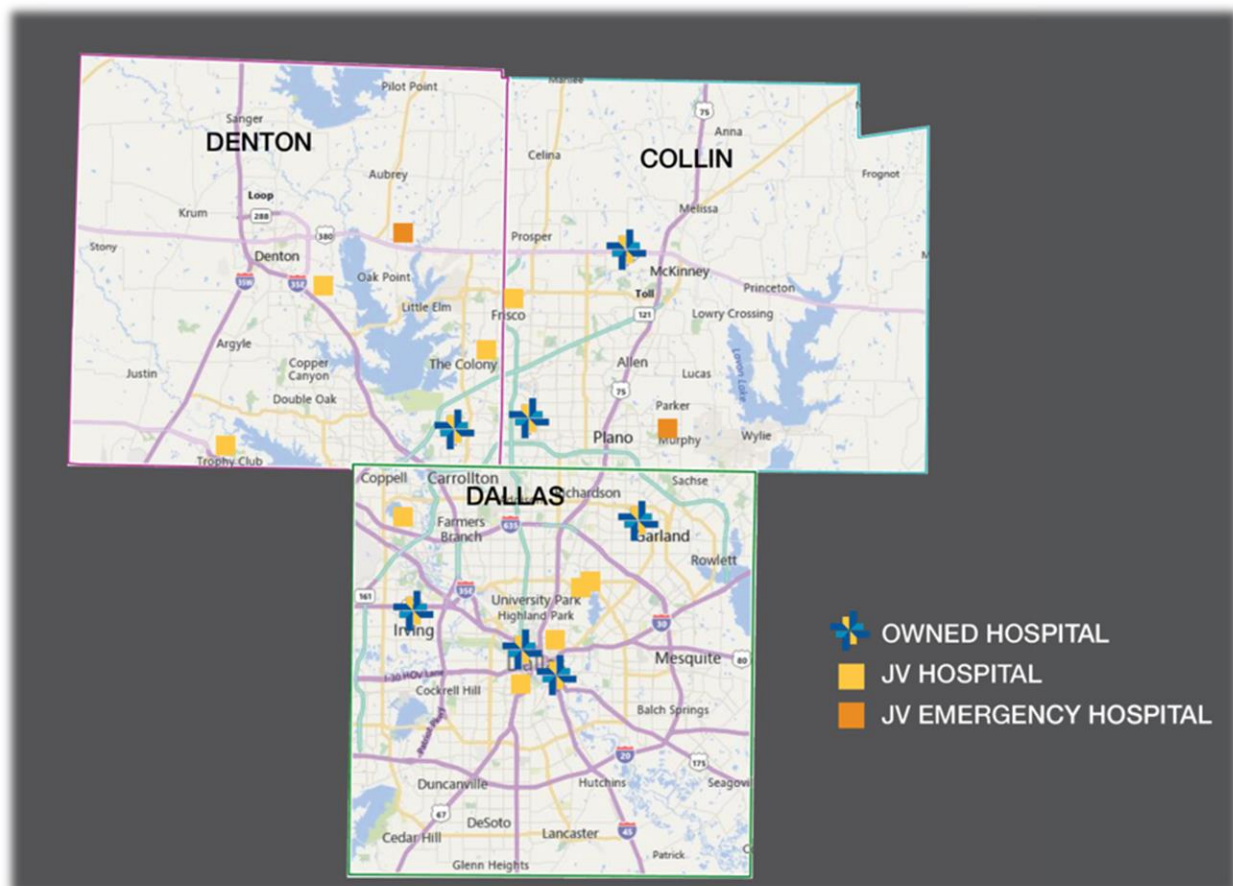 Pilot Point
Sanger
DENTON
Aubrey
Loop
288
Krum
380
Stony
Denton
35W
35E
Oak Point
Little Elm
Argyle
The Colony
Copper
Canyon
Justin
Double Oak
Trophy Club
75
Anna
Celina
COLLIN
Frognot
Melissa
Prosper
McKinney
Princeton
Toll
121
Frisco
Lowry Crossing
Allen
Lucas
Lavon Lake
75
Parker
Plano
Murphy
Wylie
Coppell
Carrollton
DALLAS
Richardson
Sachse
Farmers
Branch
635
Garland
Rowlett
161
35E
University Park
Highland Park
30
Irving
Mesquite
80
I-30 HOV Lane
Cockrell Hill
Balch Springs
20
175
Duncanville
Hutchins
67
DeSoto
Lancaster
45
Cedar Hill
Patrick
Glenn Heights
OWNED HOSPITAL
JV HOSPITAL
JV EMERGENCY HOSPITAL